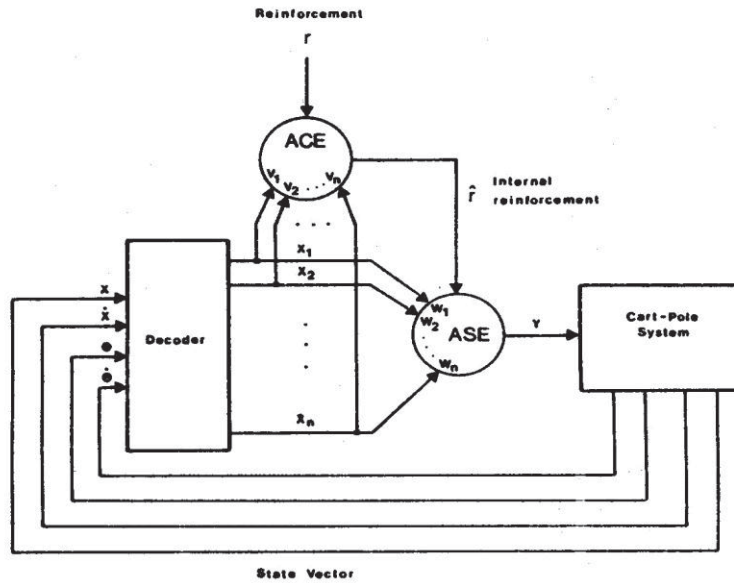 Reinforcement
r
ACE
v1
v2
. . .
vn
r̂
Internal
reinforcement
. . .
x1
x2
x
ẋ
θ
θ̇
Decoder
w1
w2
wn
ASE
Y
Cart-Pole
System
xn
State Vector